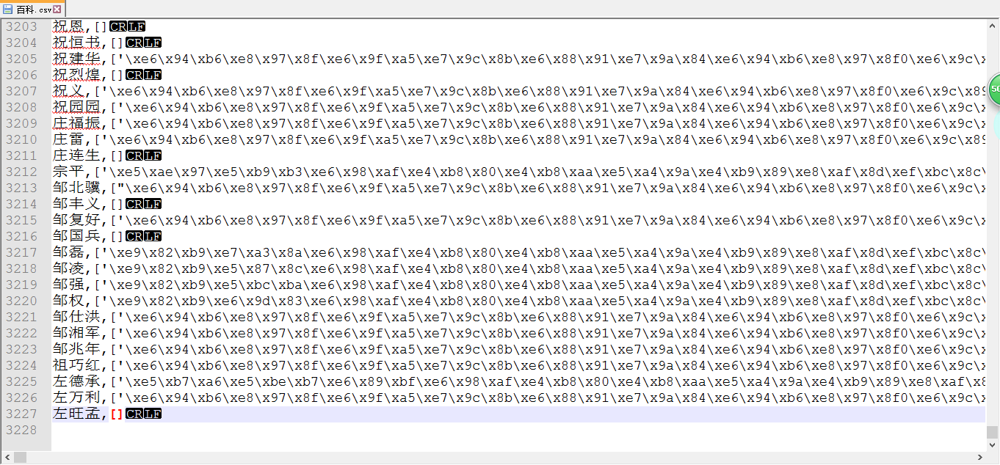 百科.csv
3203 祝恩,[]CRLF
3204 祝恒书,[]CRLF
3205 祝建华,['\xe6\x94\xb6\xe8\x97\x8f\xe6\x9f\xa5\xe7\x9c\x8b\xe6\x88\x91\xe7\x9a\x84\xe6\x94\xb6\xe8\x97\x8f0\xe6\x9c\x
3206 祝烈煌,[]CRLF
3207 祝义,['\xe6\x94\xb6\xe8\x97\x8f\xe6\x9f\xa5\xe7\x9c\x8b\xe6\x88\x91\xe7\x9a\x84\xe6\x94\xb6\xe8\x97\x8f0\xe6\x9c\x89
3208 祝园园,['\xe6\x94\xb6\xe8\x97\x8f\xe6\x9f\xa5\xe7\x9c\x8b\xe6\x88\x91\xe7\x9a\x84\xe6\x94\xb6\xe8\x97\x8f0\xe6\x9c\x
3209 庄福振,['\xe6\x94\xb6\xe8\x97\x8f\xe6\x9f\xa5\xe7\x9c\x8b\xe6\x88\x91\xe7\x9a\x84\xe6\x94\xb6\xe8\x97\x8f0\xe6\x9c\x
3210 庄雷,['\xe6\x94\xb6\xe8\x97\x8f\xe6\x9f\xa5\xe7\x9c\x8b\xe6\x88\x91\xe7\x9a\x84\xe6\x94\xb6\xe8\x97\x8f0\xe6\x9c\x89
3211 庄连生,[]CRLF
3212 宗平,['\xe5\xae\x97\xe5\xb9\xb3\xe6\x98\xaf\xe4\xb8\x80\xe4\xb8\xaa\xe5\xa4\x9a\xe4\xb9\x89\xe8\xaf\x8d\xef\xbc\x8c\
3213 邹北骥,["\xe6\x94\xb6\xe8\x97\x8f\xe6\x9f\xa5\xe7\x9c\x8b\xe6\x88\x91\xe7\x9a\x84\xe6\x94\xb6\xe8\x97\x8f0\xe6\x9c\x
3214 邹丰义,[]CRLF
3215 邹复好,['\xe6\x94\xb6\xe8\x97\x8f\xe6\x9f\xa5\xe7\x9c\x8b\xe6\x88\x91\xe7\x9a\x84\xe6\x94\xb6\xe8\x97\x8f0\xe6\x9c\x
3216 邹国兵,[]CRLF
3217 邹磊,['\xe9\x82\xb9\xe7\xa3\x8a\xe6\x98\xaf\xe4\xb8\x80\xe4\xb8\xaa\xe5\xa4\x9a\xe4\xb9\x89\xe8\xaf\x8d\xef\xbc\x8c\
3218 邹凌,['\xe9\x82\xb9\xe5\x87\x8c\xe6\x98\xaf\xe4\xb8\x80\xe4\xb8\xaa\xe5\xa4\x9a\xe4\xb9\x89\xe8\xaf\x8d\xef\xbc\x8c\
3219 邹强,['\xe9\x82\xb9\xe5\xbc\xba\xe6\x98\xaf\xe4\xb8\x80\xe4\xb8\xaa\xe5\xa4\x9a\xe4\xb9\x89\xe8\xaf\x8d\xef\xbc\x8c\
3220 邹权,['\xe9\x82\xb9\xe6\x9d\x83\xe6\x98\xaf\xe4\xb8\x80\xe4\xb8\xaa\xe5\xa4\x9a\xe4\xb9\x89\xe8\xaf\x8d\xef\xbc\x8c\
3221 邹仕洪,['\xe6\x94\xb6\xe8\x97\x8f\xe6\x9f\xa5\xe7\x9c\x8b\xe6\x88\x91\xe7\x9a\x84\xe6\x94\xb6\xe8\x97\x8f0\xe6\x9c\x
3222 邹湘军,['\xe6\x94\xb6\xe8\x97\x8f\xe6\x9f\xa5\xe7\x9c\x8b\xe6\x88\x91\xe7\x9a\x84\xe6\x94\xb6\xe8\x97\x8f0\xe6\x9c\x
3223 邹兆年,['\xe6\x94\xb6\xe8\x97\x8f\xe6\x9f\xa5\xe7\x9c\x8b\xe6\x88\x91\xe7\x9a\x84\xe6\x94\xb6\xe8\x97\x8f0\xe6\x9c\x
3224 祖巧红,['\xe6\x94\xb6\xe8\x97\x8f\xe6\x9f\xa5\xe7\x9c\x8b\xe6\x88\x91\xe7\x9a\x84\xe6\x94\xb6\xe8\x97\x8f0\xe6\x9c\x
3225 左德承,['\xe5\xb7\xa6\xe5\xbe\xb7\xe6\x89\xbf\xe6\x98\xaf\xe4\xb8\x80\xe4\xb8\xaa\xe5\xa4\x9a\xe4\xb9\x89\xe8\xaf\x8
3226 左万利,['\xe6\x94\xb6\xe8\x97\x8f\xe6\x9f\xa5\xe7\x9c\x8b\xe6\x88\x91\xe7\x9a\x84\xe6\x94\xb6\xe8\x97\x8f0\xe6\x9c\x
3227 左旺孟,[]CRLF
3228